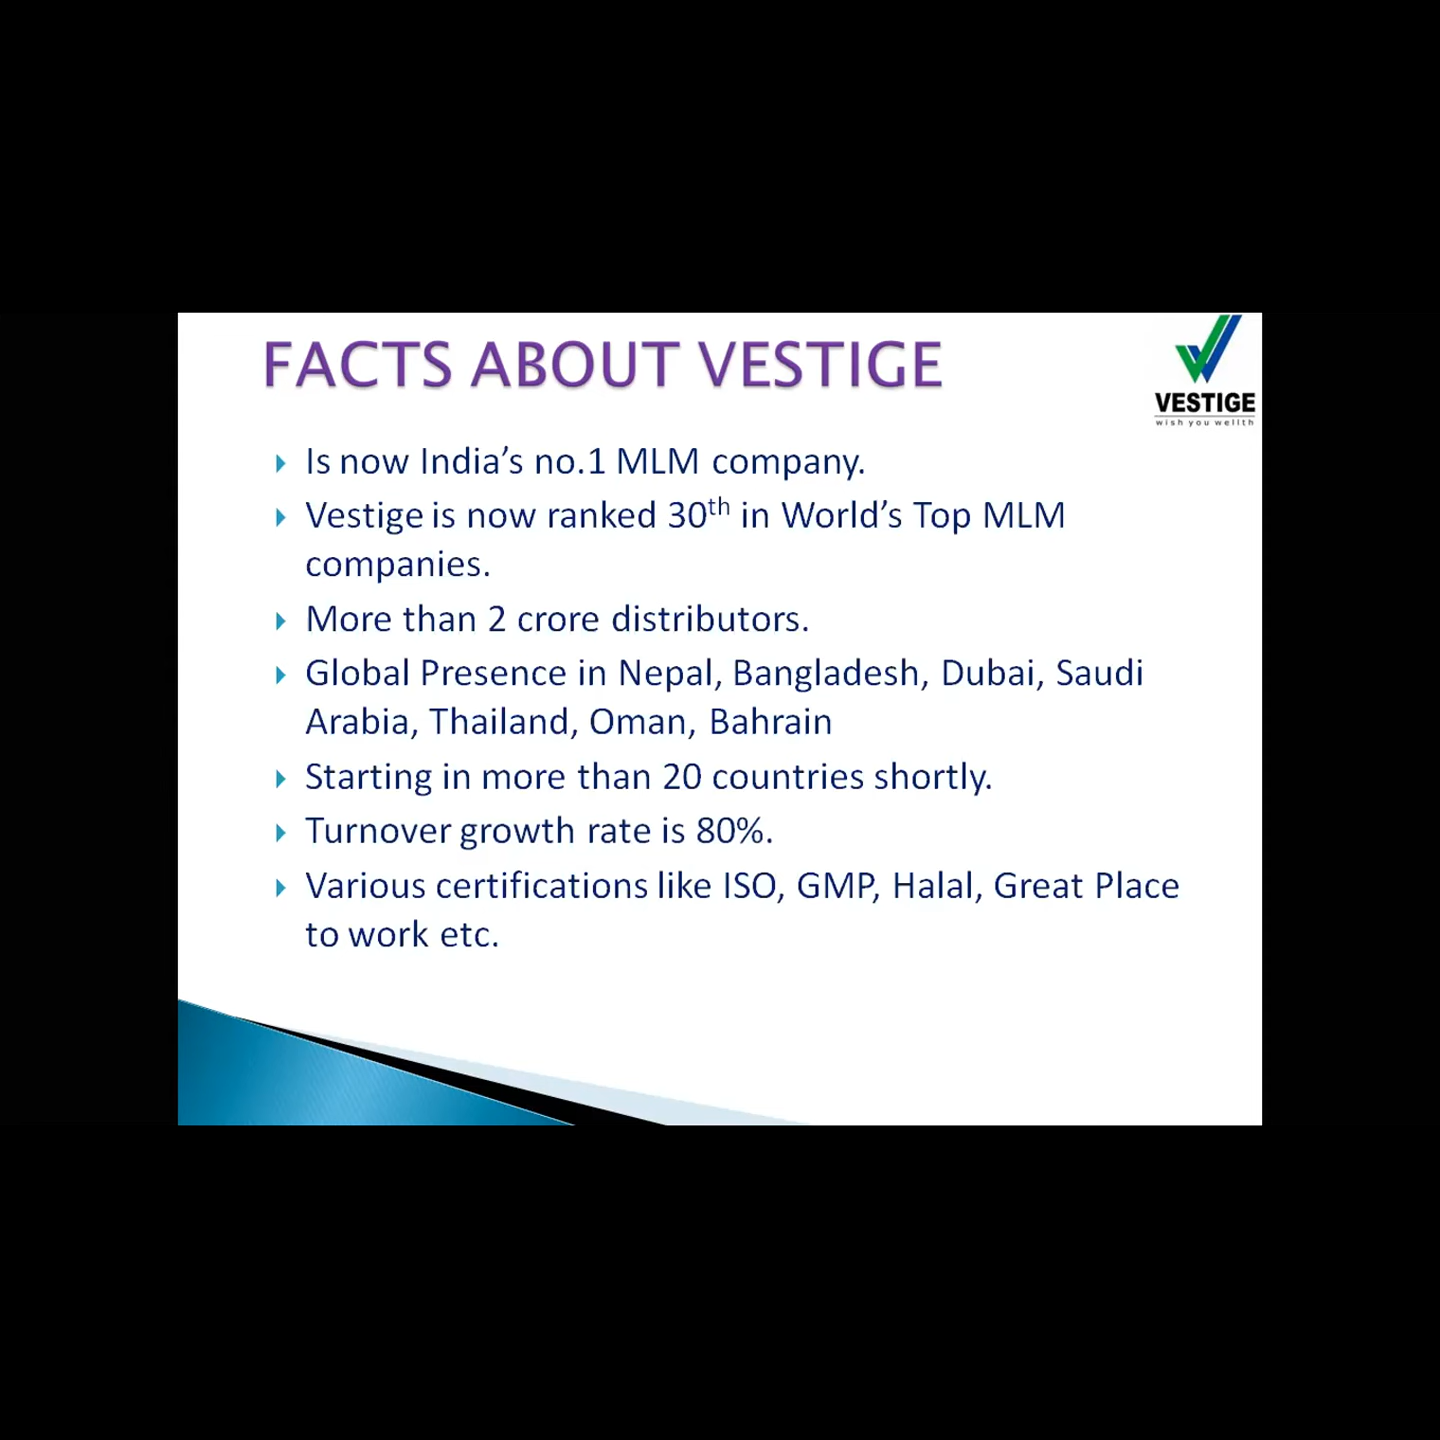 FACTS ABOUT VESTIGE
VESTIGE
wish you wellth
Is now India's no.1 MLM company.
Vestige is now ranked 30th in World's Top MLM
companies.
More than 2 crore distributors.
Global Presence in Nepal, Bangladesh, Dubai, Saudi
Arabia, Thailand, Oman, Bahrain
Starting in more than 20 countries shortly.
Turnover growth rate is 80%.
Various certifications like ISO, GMP, Halal, Great Place
to work etc.